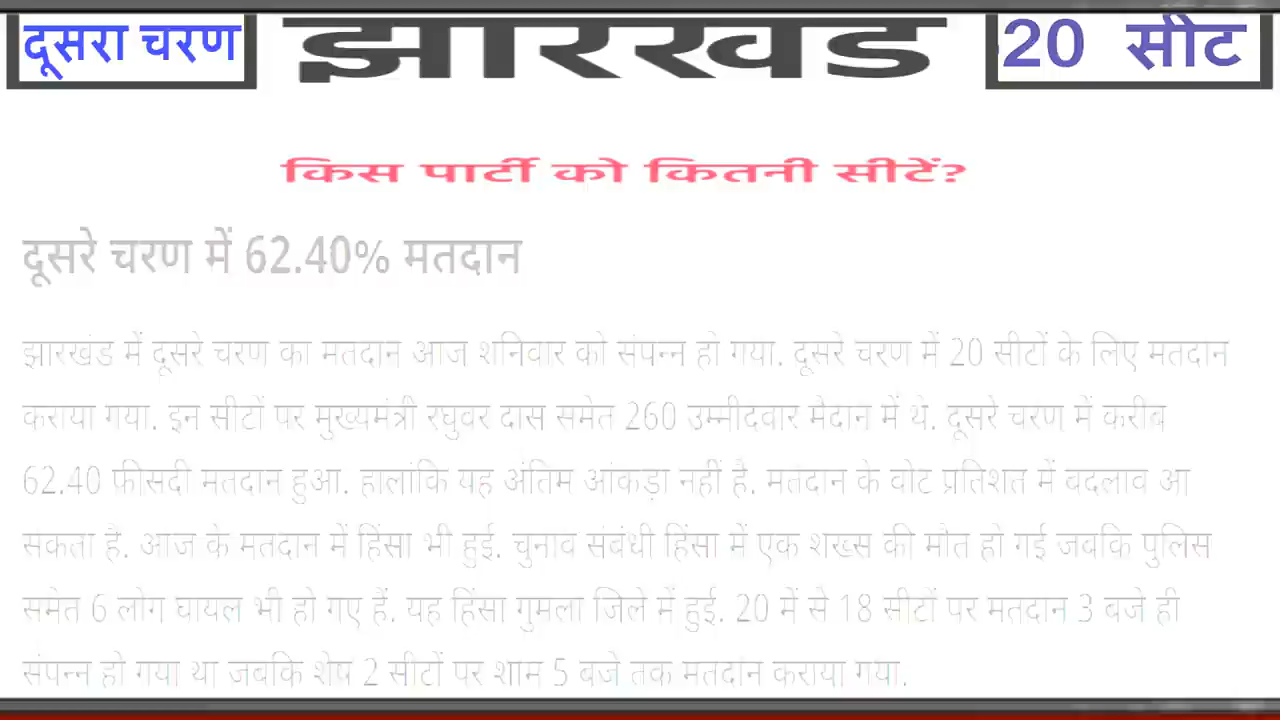 दूसरा चरण झारखंड 20 सीट
किस पार्टी को कितनी सीटें?
दूसरे चरण में 62.40% मतदान
झारखंड में दूसरे चरण का मतदान आज शनिवार को संपन्न हो गया. दूसरे चरण में 20 सीटों के लिए मतदान
कराया गया. इन सीटों पर मुख्यमंत्री रघुवर दास समेत 260 उम्मीदवार मैदान में थे. दूसरे चरण में करीब
62.40 फीसदी मतदान हुआ. हालांकि यह अंतिम आंकड़ा नहीं है. मतदान के वोट प्रतिशत में बदलाव आ
सकता है. आज के मतदान में हिंसा भी हुई. चुनाव संबंधी हिंसा में एक शख्स की मौत हो गई जबकि पुलिस
समेत 6 लोग घायल भी हो गए हैं. यह हिंसा गुमला जिले में हुई. 20 में से 18 सीटों पर मतदान 3 बजे ही
संपन्न हो गया था जबकि शेष 2 सीटों पर शाम 5 बजे तक मतदान कराया गया.